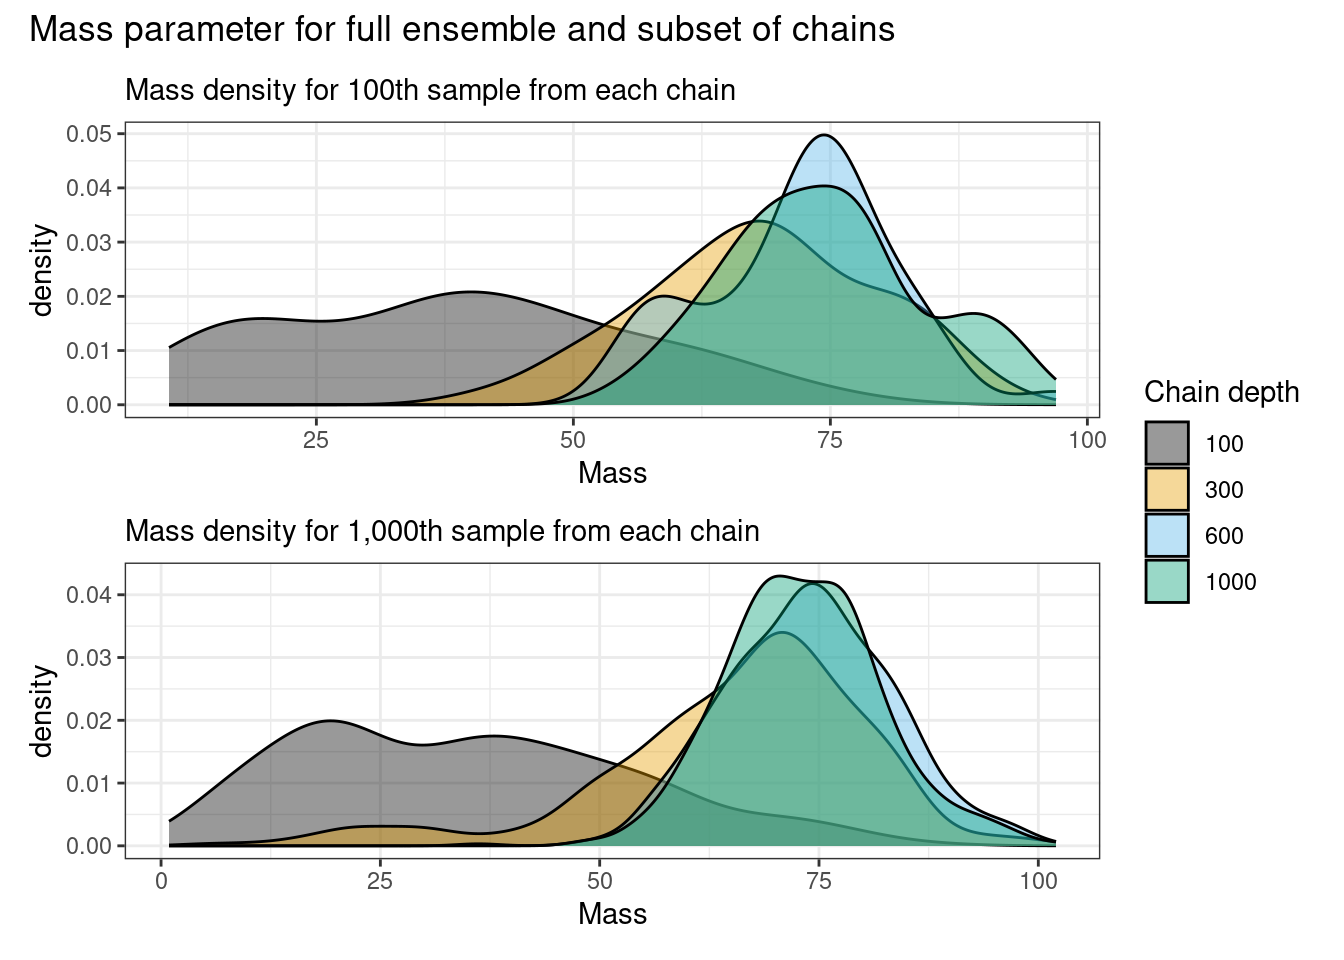 Mass parameter for full ensemble and subset of chains
Mass density for 100th sample from each chain
0.05
0.04
0.03
0.02
0.01
0.00
density
25 50 75 100
Mass
Chain depth
100
300
600
1000
Mass density for 1,000th sample from each chain
0.04
0.03
0.02
0.01
0.00
density
0 25 50 75 100
Mass